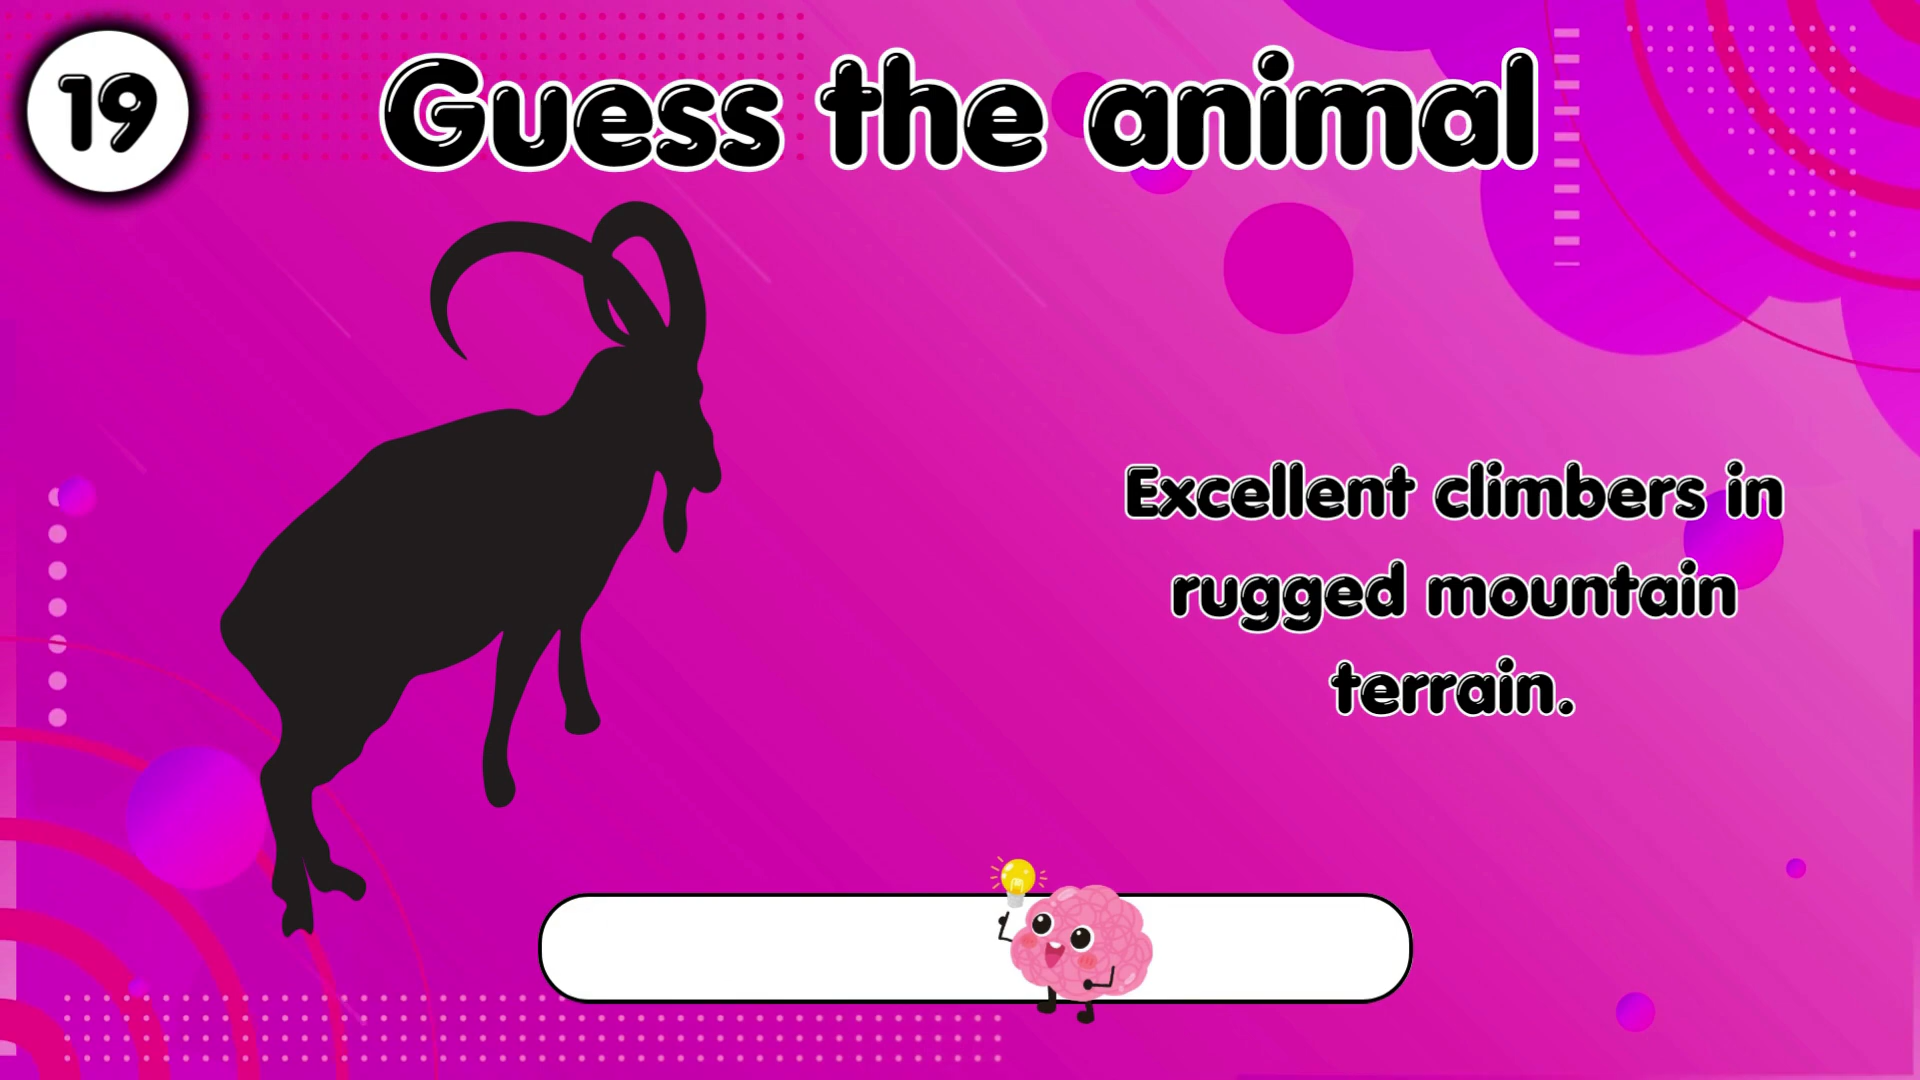 19
Guess the animal
Excellent climbers in
rugged mountain
terrain.